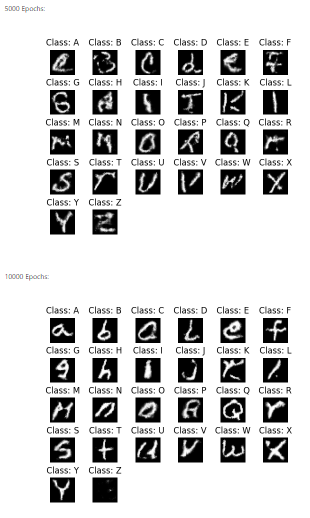 5000 Epochs:
Class: A Class: B Class: C Class: D Class: E Class: F
Class: G Class: H Class: I Class: J Class: K Class: L
Class: M Class: N Class: O Class: P Class: Q Class: R
Class: S Class: T Class: U Class: V Class: W Class: X
Class: Y Class: Z
10000 Epochs:
Class: A Class: B Class: C Class: D Class: E Class: F
Class: G Class: H Class: I Class: J Class: K Class: L
Class: M Class: N Class: O Class: P Class: Q Class: R
Class: S Class: T Class: U Class: V Class: W Class: X
Class: Y Class: Z